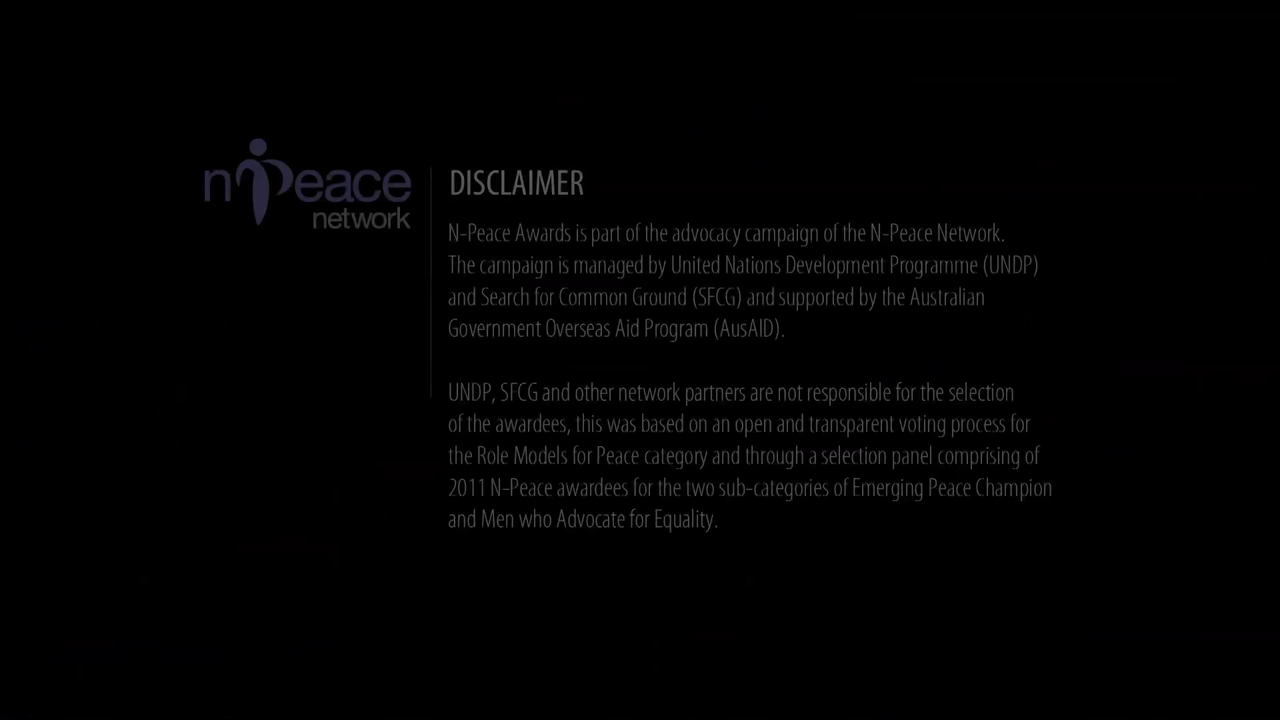 nPeace
network
DISCLAIMER
N-Peace Awards is part of the advocacy campaign of the N-Peace Network.
The campaign is managed by United Nations Development Programme (UNDP)
and Search for Common Ground (SFCG) and supported by the Australian
Government Overseas Aid Program (AusAID).
UNDP, SFCG and other network partners are not responsible for the selection
of the awardees, this was based on an open and transparent voting process for
the Role Models for Peace category and through a selection panel comprising of
2011 N-Peace awardees for the two sub-categories of Emerging Peace Champion
and Men who Advocate for Equality.